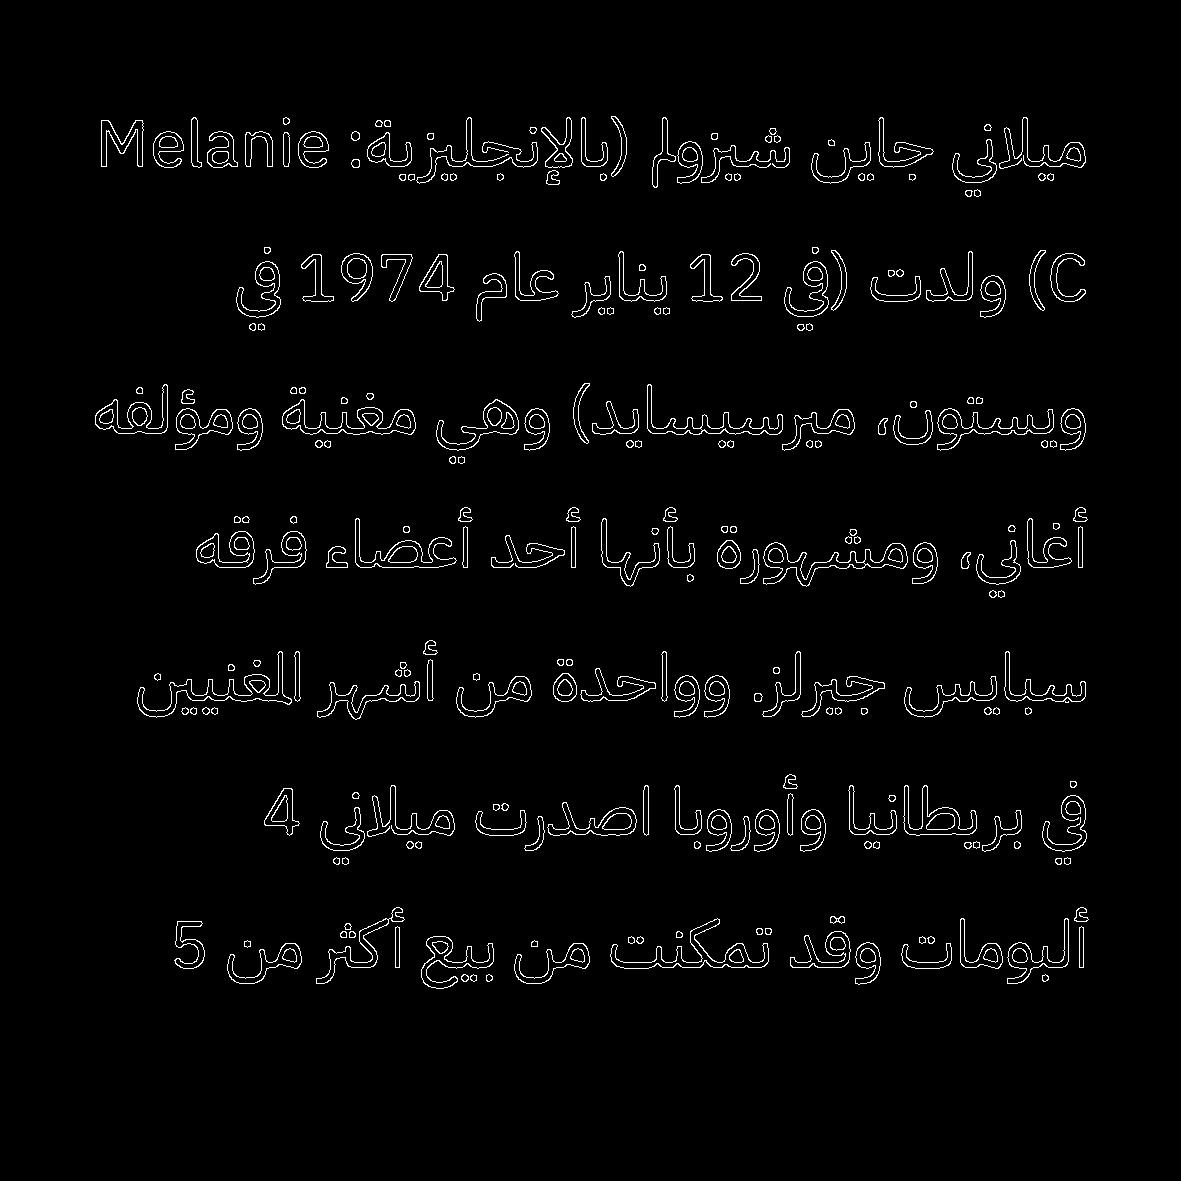 ميلاني جاين شيزولم (بالإنجليزية: Melanie
C) ولدت (في 12 يناير عام 1974 في
ويستون، ميرسيسايد) وهي مغنية ومؤلفه
أغاني، ومشهورة بأنها أحد أعضاء فرقه
سبايس جيرلز. وواحدة من أشهر المغنيين
في بريطانيا وأوروبا اصدرت ميلاني 4
ألبومات وقد تمكنت من بيع أكثر من 5